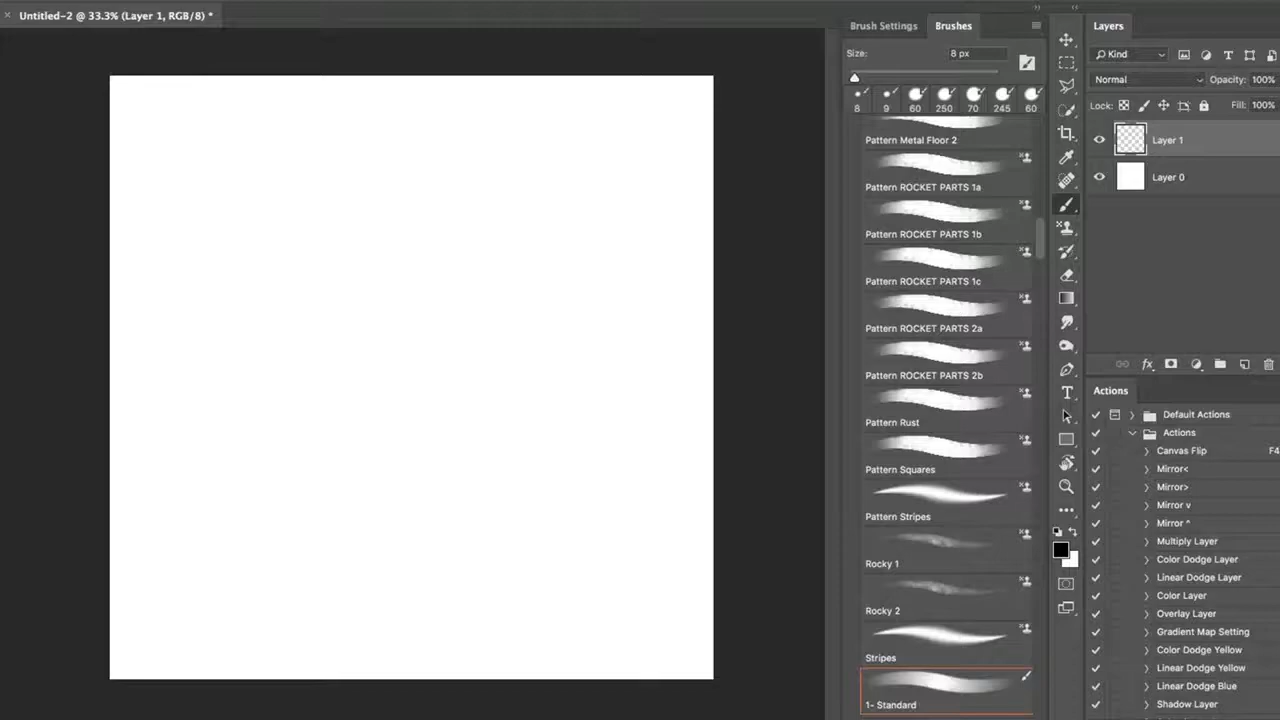 × Untitled-2 @ 33.3% (Layer 1, RGB/8) *
Brush Settings Brushes
Size: 8 px
8 9 60 250 70 245 60
Pattern Metal Floor 2
Pattern ROCKET PARTS 1a
Pattern ROCKET PARTS 1b
Pattern ROCKET PARTS 1c
Pattern ROCKET PARTS 2a
Pattern ROCKET PARTS 2b
Pattern Rust
Pattern Squares
Pattern Stripes
Rocky 1
Rocky 2
Stripes
1- Standard
Layers
Kind
Normal Opacity: 100%
Lock: Fill: 100%
Layer 1
Layer 0
fx
Actions
Default Actions
Actions
Canvas Flip F4
Mirror<
Mirror>
Mirror v
Mirror ^
Multiply Layer
Color Dodge Layer
Linear Dodge Layer
Color Layer
Overlay Layer
Gradient Map Setting
Color Dodge Yellow
Linear Dodge Yellow
Linear Dodge Blue
Shadow Layer